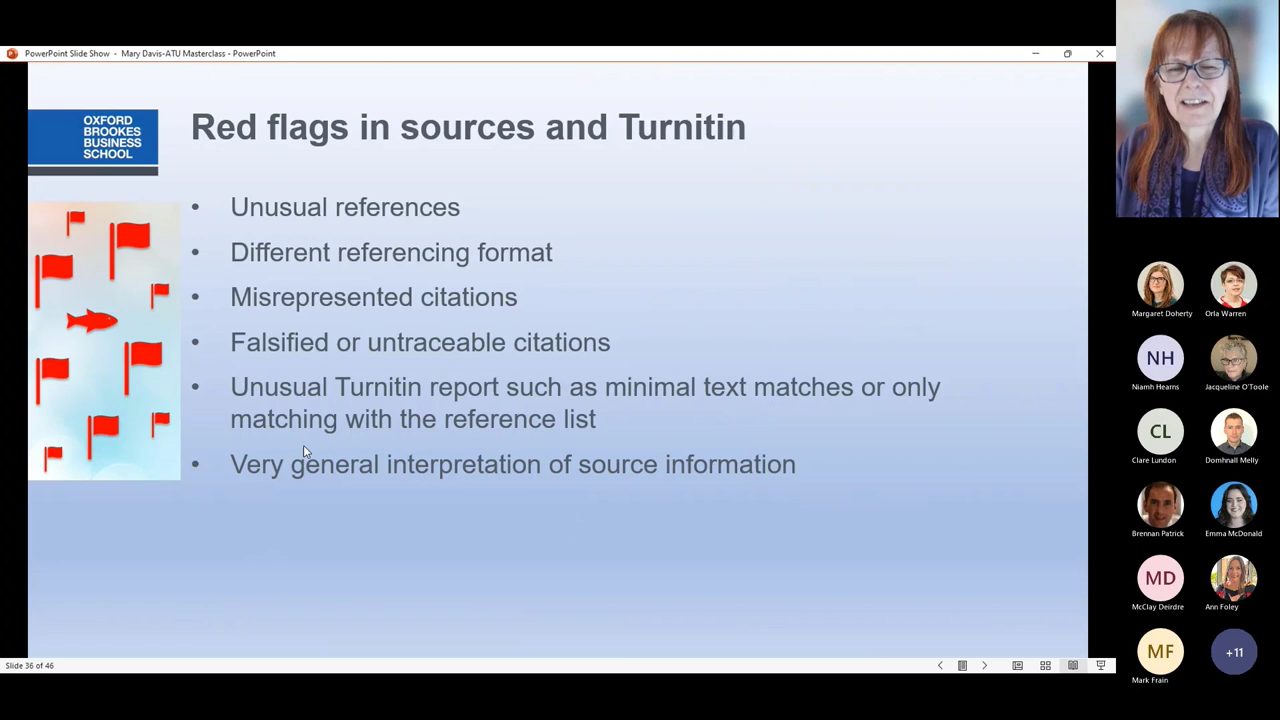 PowerPoint Slide Show - Mary Davis-ATU Masterclass - PowerPoint
OXFORD
BROOKES
BUSINESS
SCHOOL
Red flags in sources and Turnitin
• Unusual references
• Different referencing format
• Misrepresented citations
• Falsified or untraceable citations
• Unusual Turnitin report such as minimal text matches or only
matching with the reference list
• Very general interpretation of source information
Slide 36 of 46
Margaret Doherty
Orla Warren
NH
Niamh Hearns
Jacqueline O'Toole
CL
Clare Lundon
Domhnall Melly
Brennan Patrick
Emma McDonald
MD
McClay Deirdre
Ann Foley
MF
Mark Frain
+11